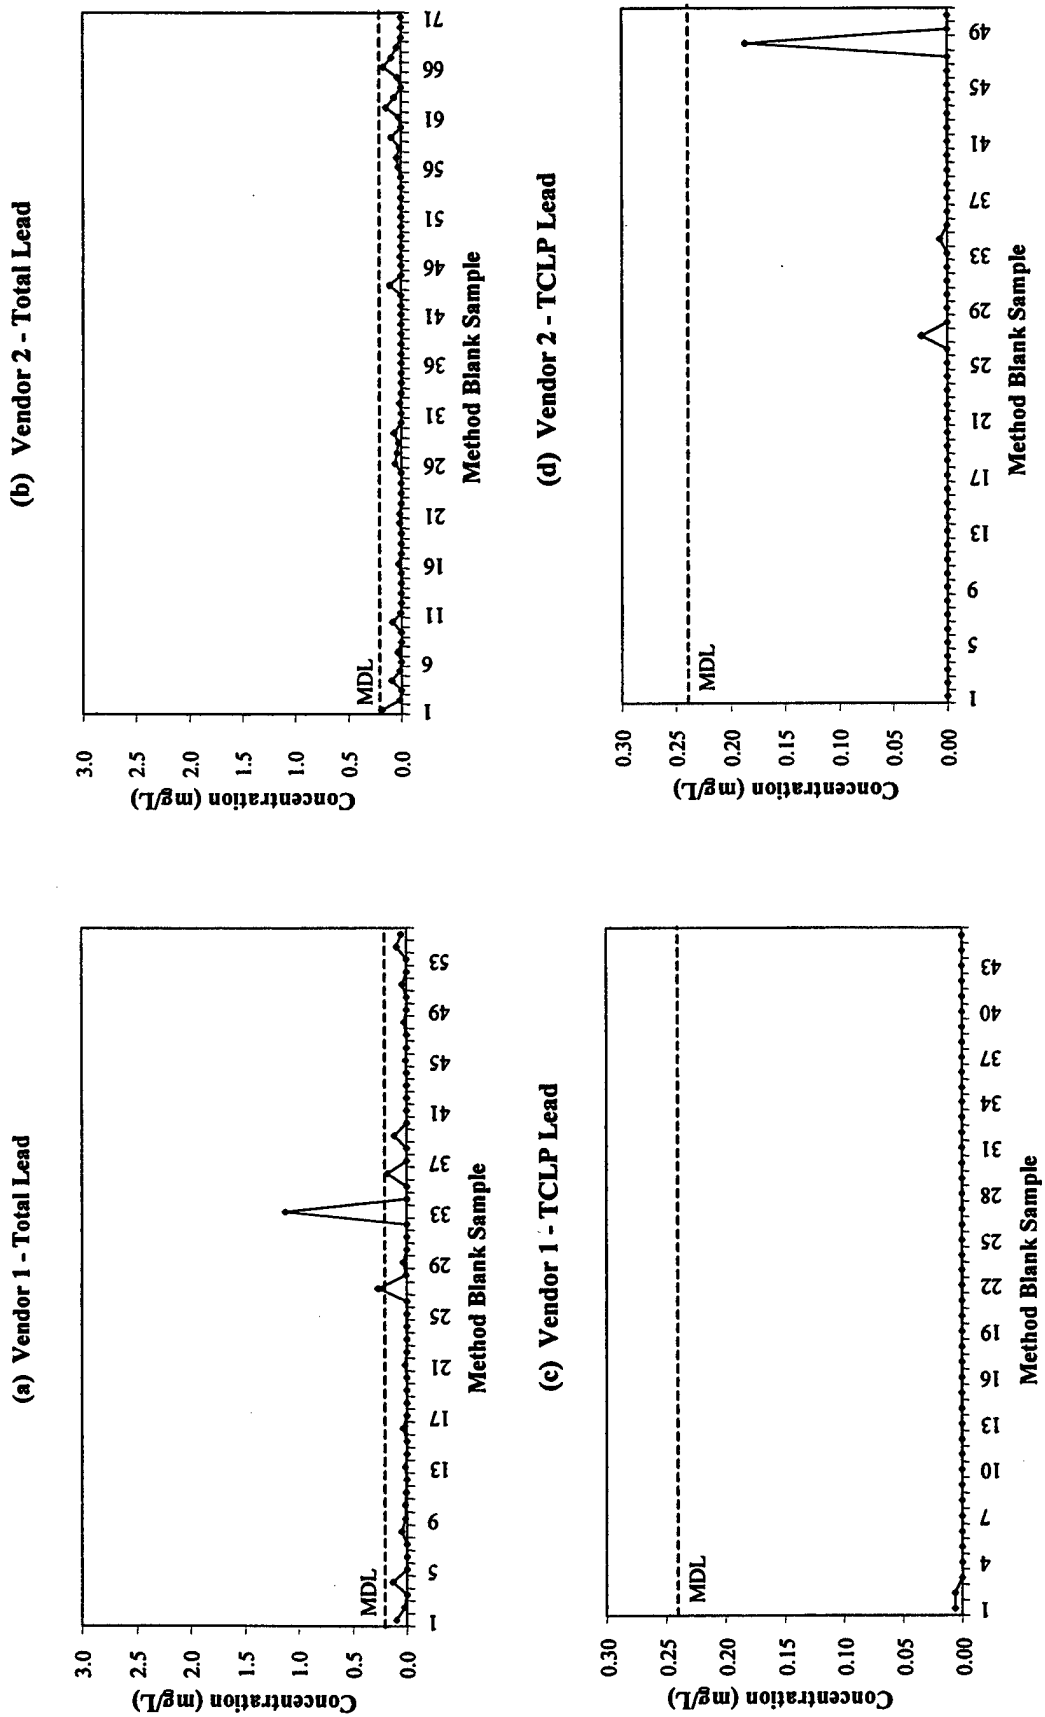 (a) Vendor 1 - Total Lead
Concentration (mg/L)
3.0
2.5
2.0
1.5
1.0
0.5
0.0
MDL
1 5 9 13 17 21 25 29 33 37 41 45 49 53
Method Blank Sample
(b) Vendor 2 - Total Lead
Concentration (mg/L)
3.0
2.5
2.0
1.5
1.0
0.5
0.0
MDL
1 6 11 16 21 26 31 36 41 46 51 56 61 66 71
Method Blank Sample
(c) Vendor 1 - TCLP Lead
Concentration (mg/L)
0.30
0.25
0.20
0.15
0.10
0.05
0.00
MDL
1 4 7 10 13 16 19 22 25 28 31 34 37 40 43
Method Blank Sample
(d) Vendor 2 - TCLP Lead
Concentration (mg/L)
0.30
0.25
0.20
0.15
0.10
0.05
0.00
MDL
1 5 9 13 17 21 25 29 33 37 41 45 49
Method Blank Sample